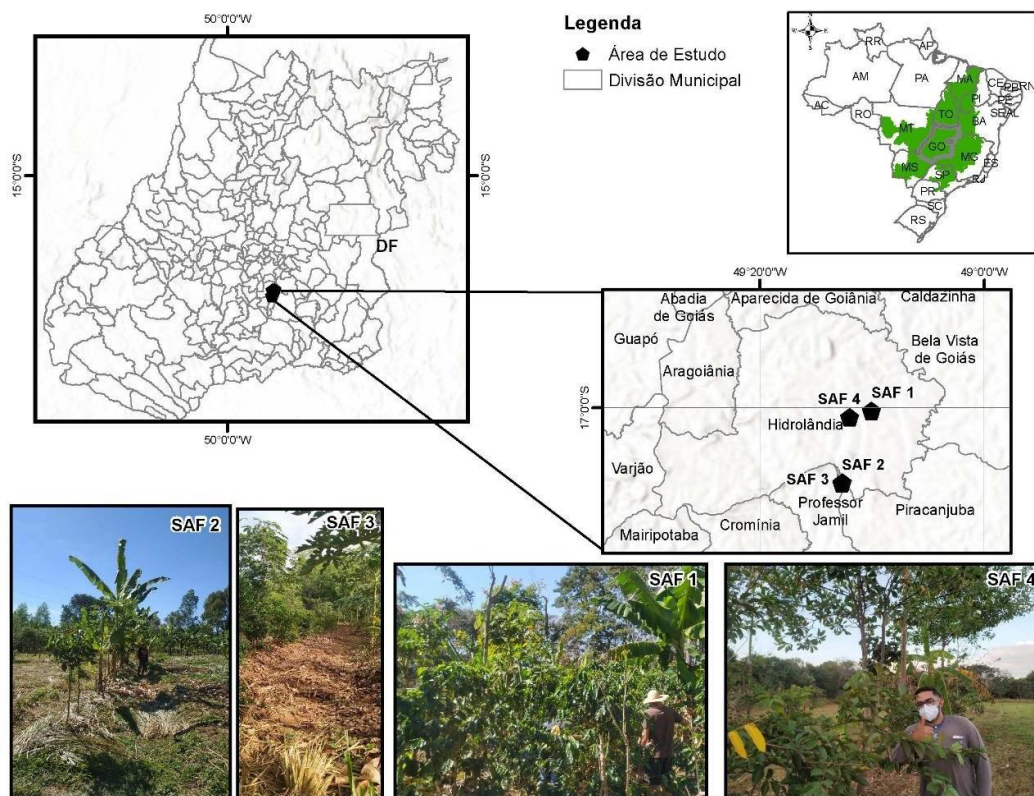 50°0'0"W
15°0'0"S
15°0'0"S
DF
50°0'0"W
Legenda
Área de Estudo
Divisão Municipal
RR
AP
AM
PA
MA
CE
RN
PB
PI
PE
AC
TO
SE
AL
RO
BA
MT
GO
MG
ES
MS
SP
RJ
PR
SC
RS
49°20'0"W
49°0'0"W
Abadia
de Goiás
Aparecida de Goiânia
Caldazinha
Guapó
Bela Vista
de Goiás
Aragoiânia
17°0'0"S
SAF 4
SAF 1
Hidrolândia
Varjão
SAF 3
SAF 2
Professor
Jamil
Piracanjuba
Cromínia
Mairipotaba
SAF 2
SAF 3
SAF 1
SAF 4